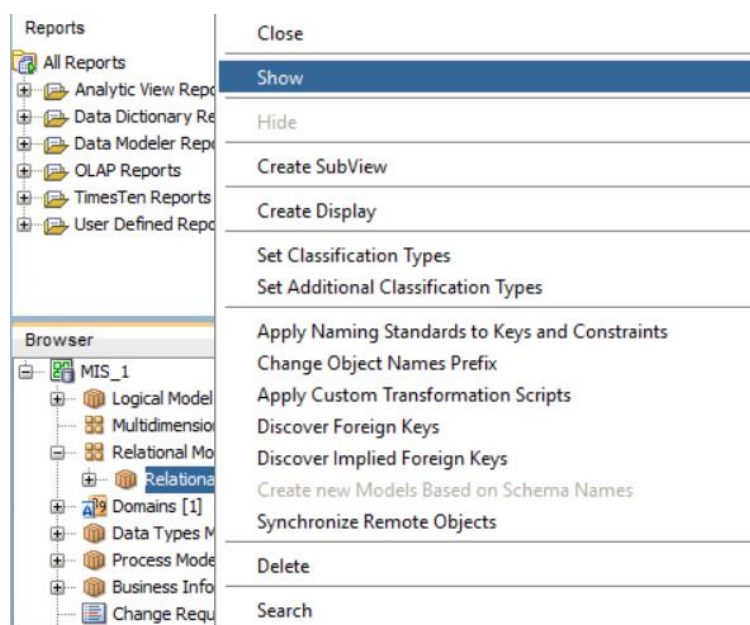 Reports
All Reports
Analytic View Repo
Data Dictionary Re
Data Modeler Repo
OLAP Reports
TimesTen Reports
User Defined Repo
Browser
MIS_1
Logical Model
Multidimension
Relational Mo
Relationa
Domains [1]
Data Types M
Process Mode
Business Info
Change Requ
Close
Show
Hide
Create SubView
Create Display
Set Classification Types
Set Additional Classification Types
Apply Naming Standards to Keys and Constraints
Change Object Names Prefix
Apply Custom Transformation Scripts
Discover Foreign Keys
Discover Implied Foreign Keys
Create new Models Based on Schema Names
Synchronize Remote Objects
Delete
Search